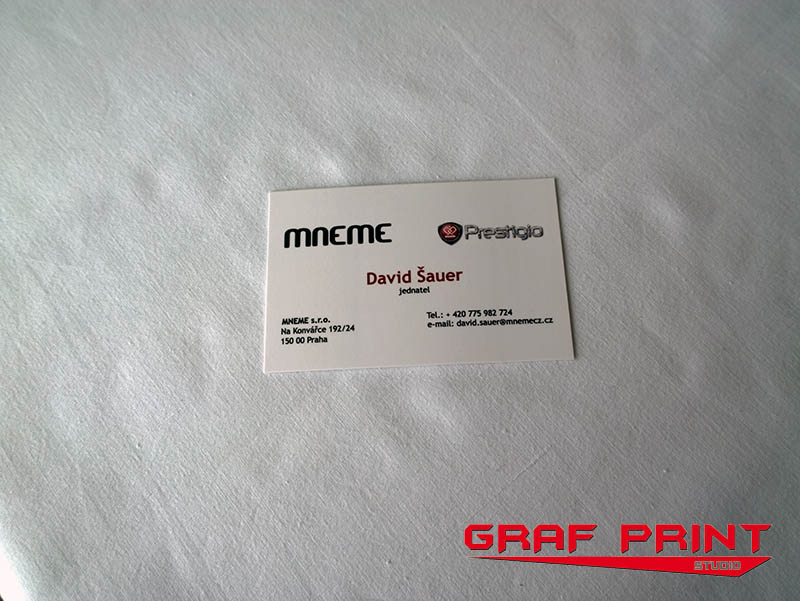 MNEME
Prestigio
David Šauer
jednatel
MNEME s.r.o.
Na Konvářce 192/24
150 00 Praha
Tel.: + 420 775 982 724
e-mail: david.sauer@mnemecz.cz
GRAF PRINT
STUDIO